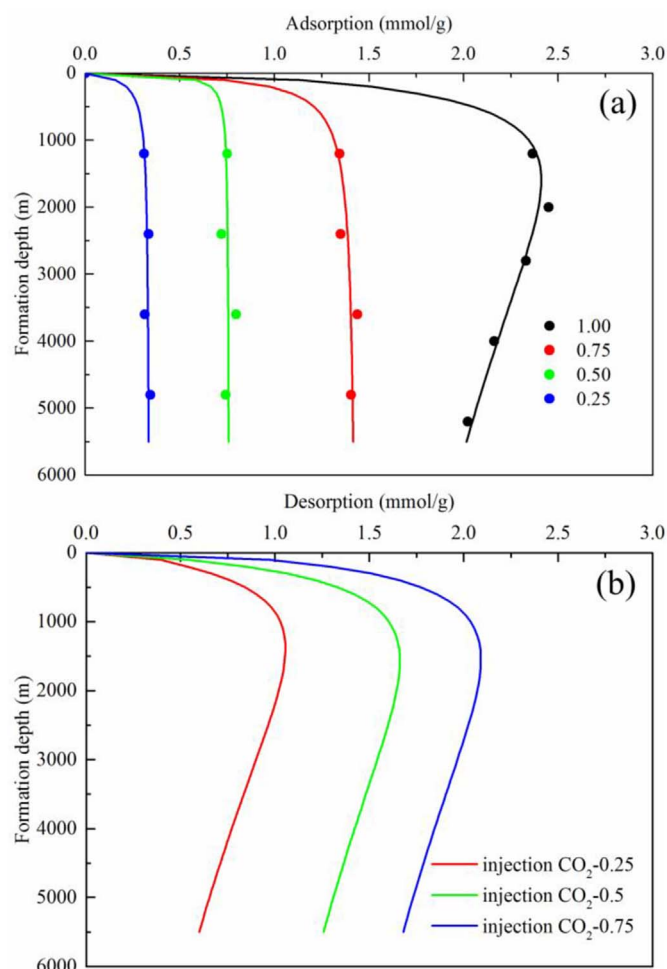 Adsorption (mmol/g)
0.0 0.5 1.0 1.5 2.0 2.5 3.0
0
1000
2000
3000
4000
5000
6000
Formation depth (m)
(a)
1.00
0.75
0.50
0.25
Desorption (mmol/g)
0.0 0.5 1.0 1.5 2.0 2.5 3.0
0
1000
2000
3000
4000
5000
6000
Formation depth (m)
(b)
injection CO₂-0.25
injection CO₂-0.5
injection CO₂-0.75